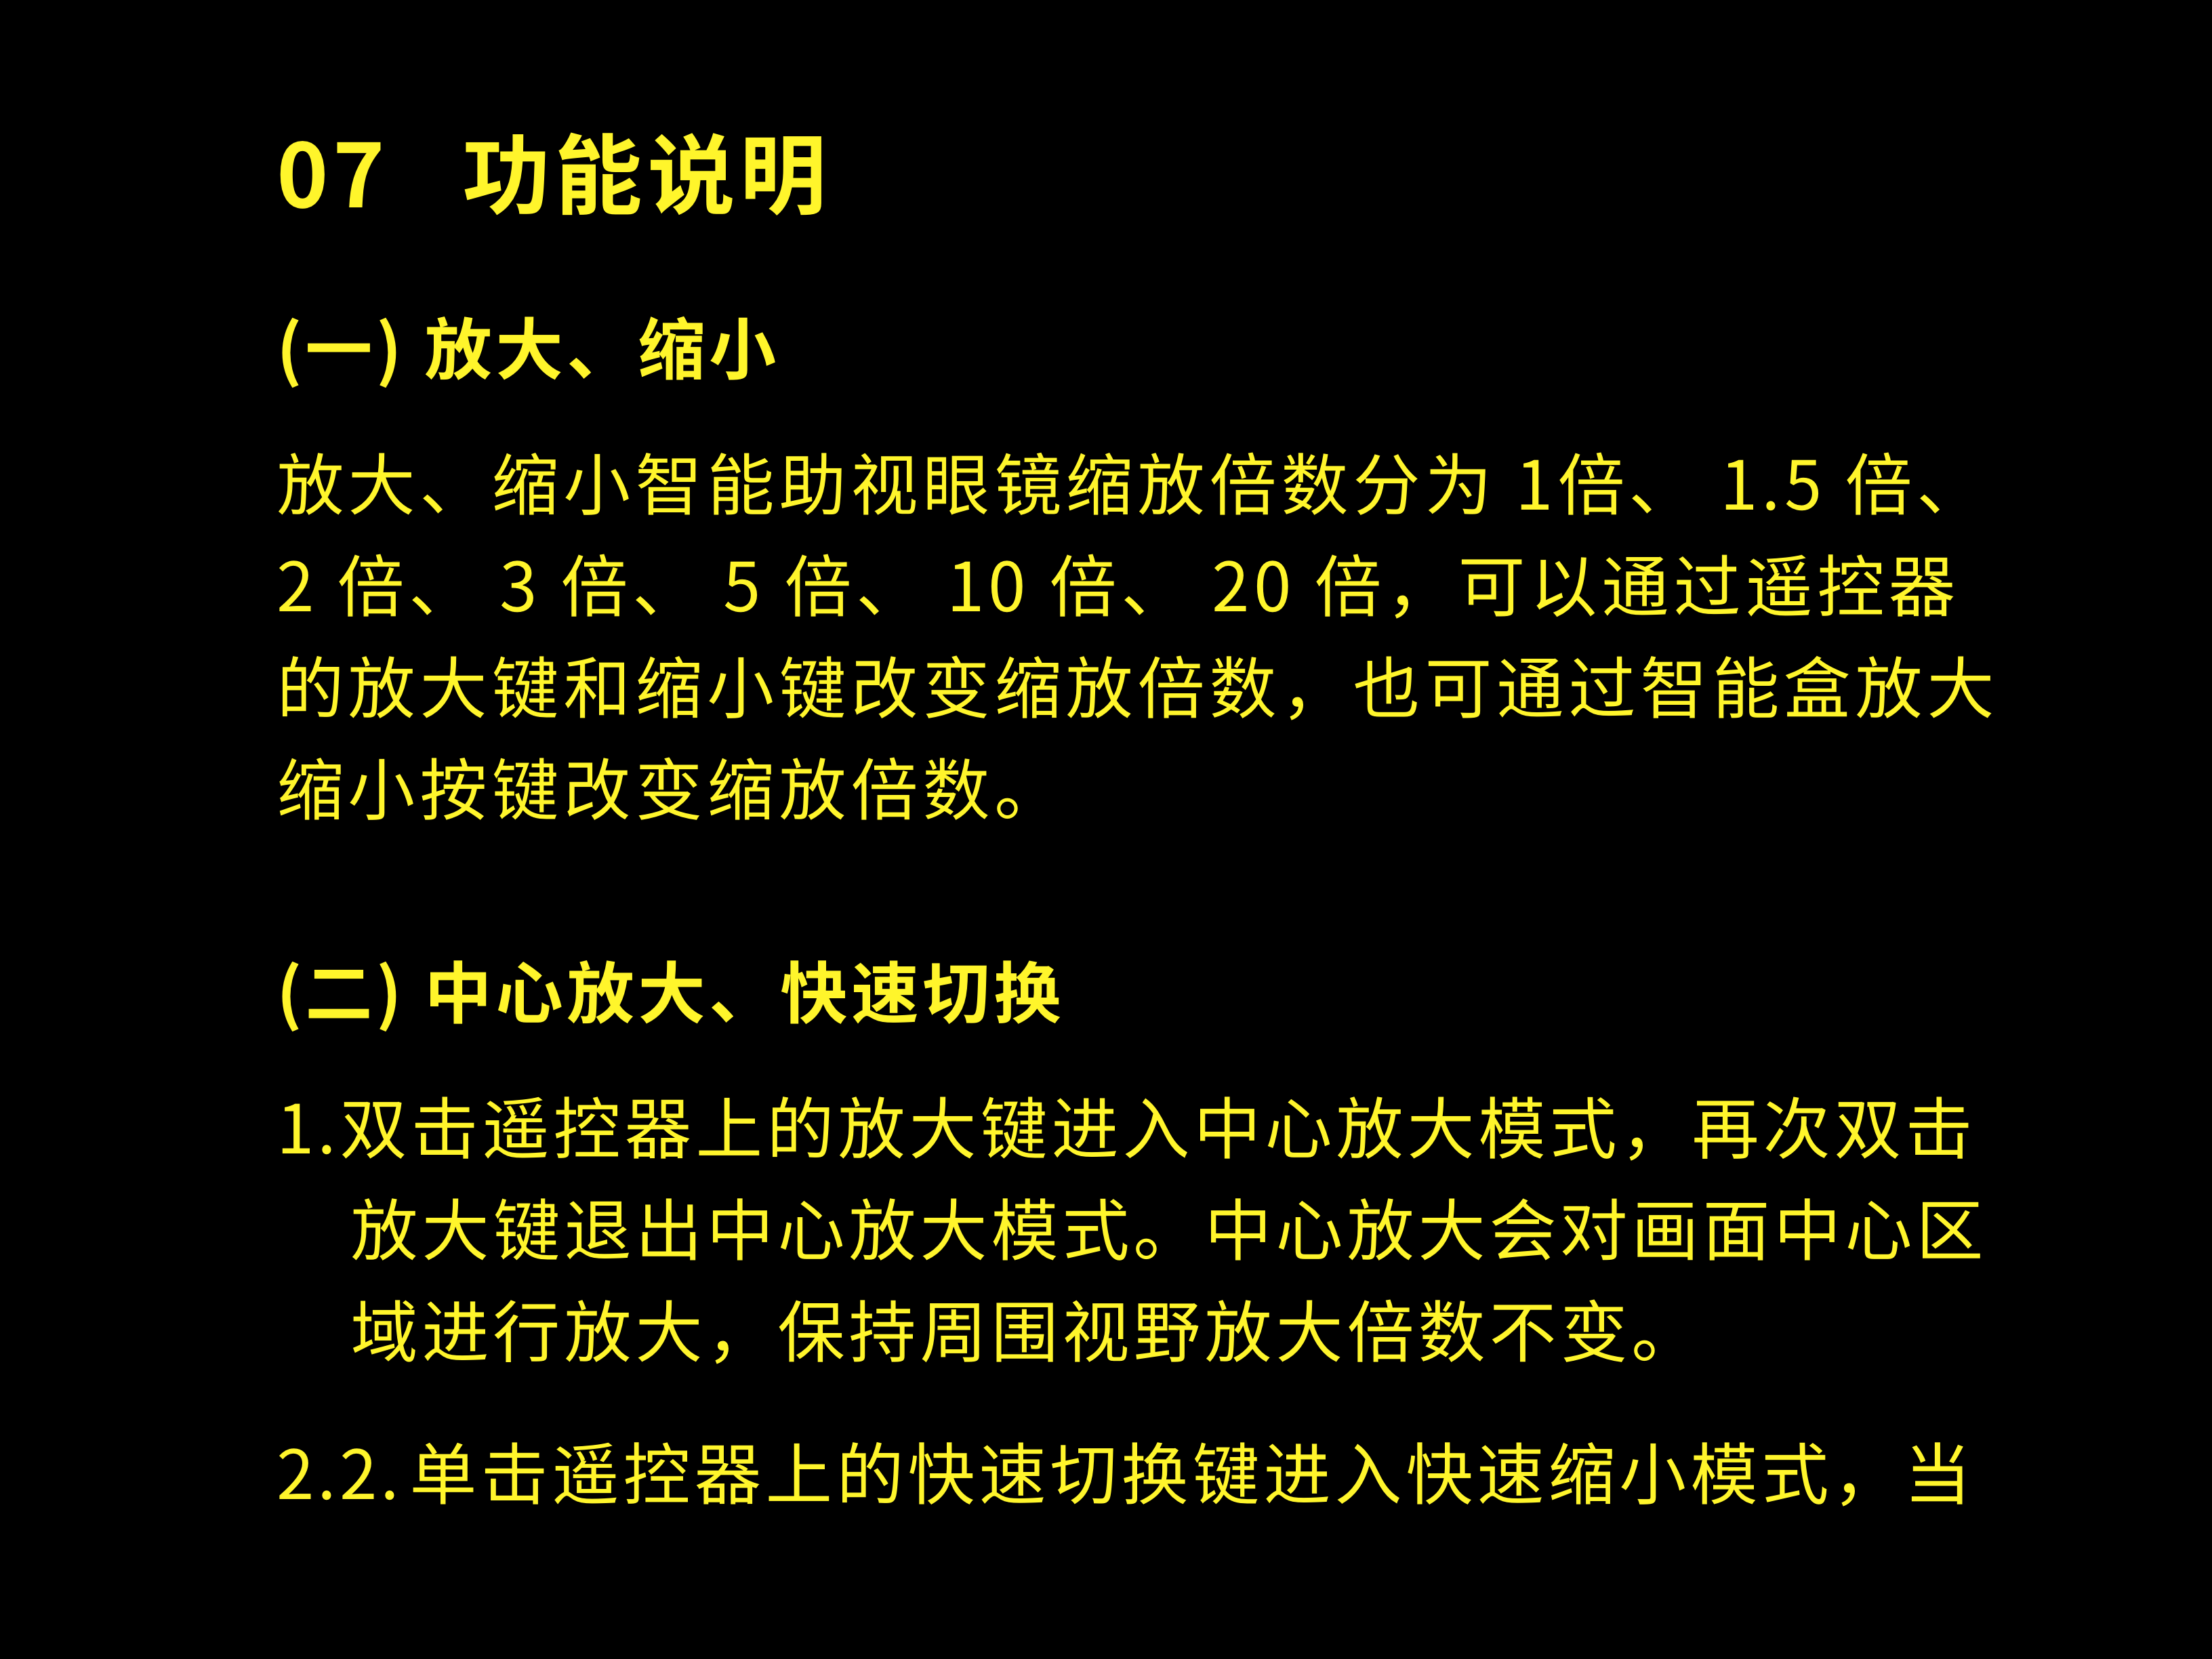 07 功能说明
(一) 放大、缩小
放大、缩小智能助视眼镜缩放倍数分为 1倍、 1.5 倍、
2 倍、 3 倍、 5 倍、 10 倍、 20 倍，可以通过遥控器
的放大键和缩小键改变缩放倍数，也可通过智能盒放大
缩小按键改变缩放倍数。
(二) 中心放大、快速切换
1.双击遥控器上的放大键进入中心放大模式，再次双击
放大键退出中心放大模式。中心放大会对画面中心区
域进行放大，保持周围视野放大倍数不变。
2.2.单击遥控器上的快速切换键进入快速缩小模式，当